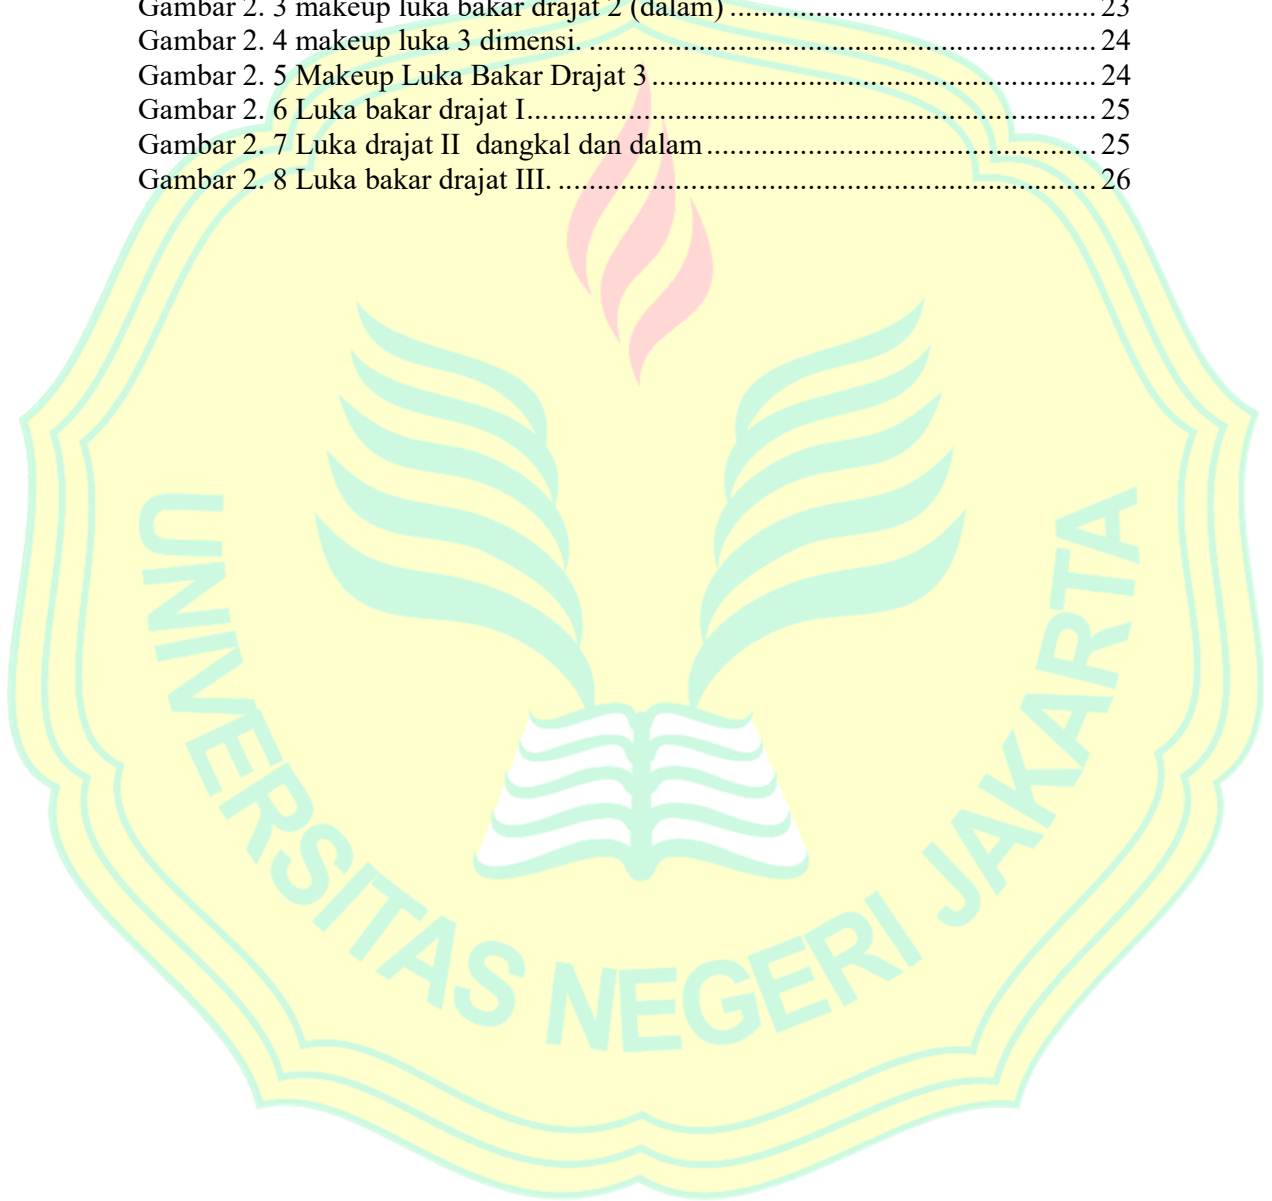 Gambar 2. 3 makeup luka bakar drajat 2 (dalam) .................................................. 23
Gambar 2. 4 makeup luka 3 dimensi. .................................................................... 24
Gambar 2. 5 Makeup Luka Bakar Drajat 3 ............................................................ 24
Gambar 2. 6 Luka bakar drajat I............................................................................ 25
Gambar 2. 7 Luka drajat II  dangkal dan dalam .................................................... 25
Gambar 2. 8 Luka bakar drajat III. ........................................................................ 26
UNIVERSITAS NEGERI JAKARTA